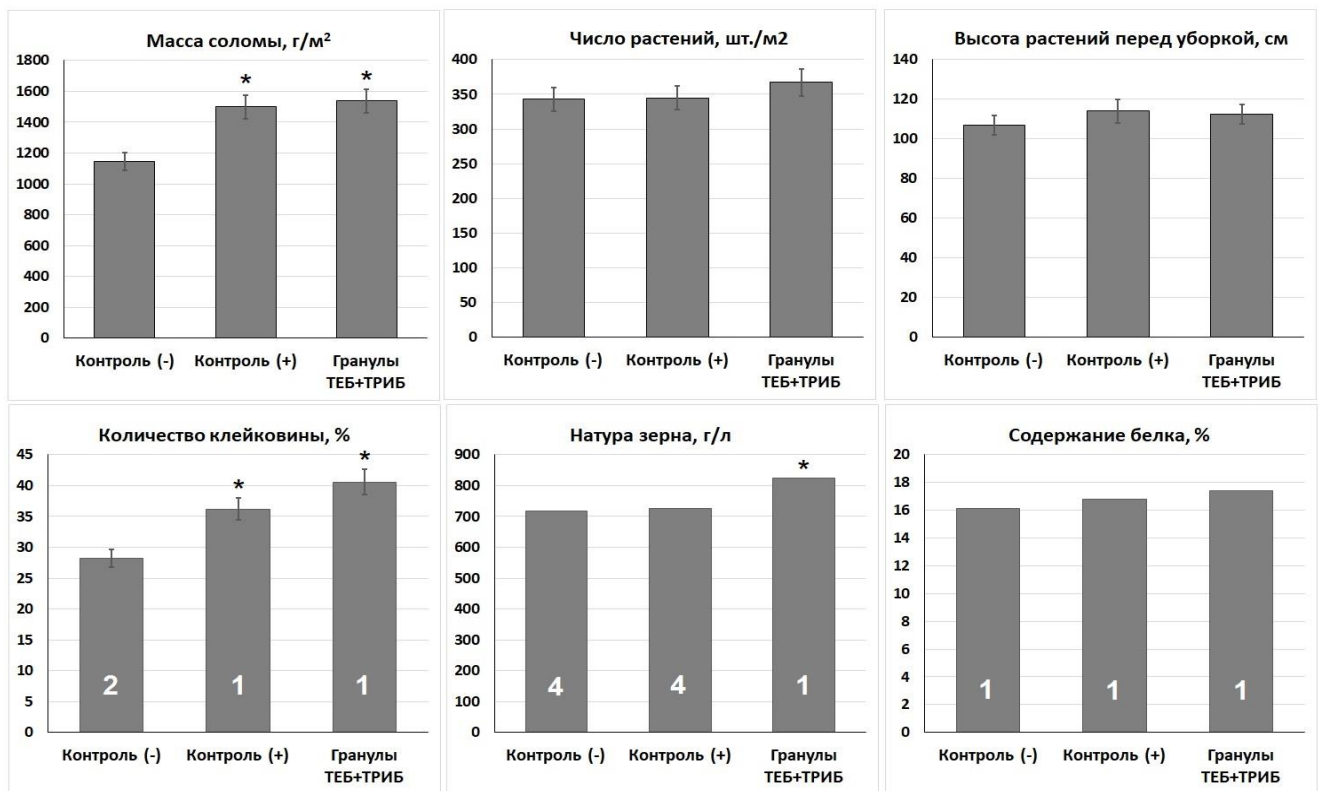 Масса соломы, г/м²
1800
1600
1400
1200
1000
800
600
400
200
0
* *
Контроль (-) Контроль (+) Гранулы
ТЕБ+ТРИБ
Число растений, шт./м2
400
350
300
250
200
150
100
50
0
Контроль (-) Контроль (+) Гранулы
ТЕБ+ТРИБ
Высота растений перед уборкой, см
140
120
100
80
60
40
20
0
Контроль (-) Контроль (+) Гранулы
ТЕБ+ТРИБ
Количество клейковины, %
45
40
35
30
25
20
15
10
5
0
* *
2 1 1
Контроль (-) Контроль (+) Гранулы
ТЕБ+ТРИБ
Натура зерна, г/л
900
800
700
600
500
400
300
200
100
0
*
4 4 1
Контроль (-) Контроль (+) Гранулы
ТЕБ+ТРИБ
Содержание белка, %
20
18
16
14
12
10
8
6
4
2
0
1 1 1
Контроль (-) Контроль (+) Гранулы
ТЕБ+ТРИБ